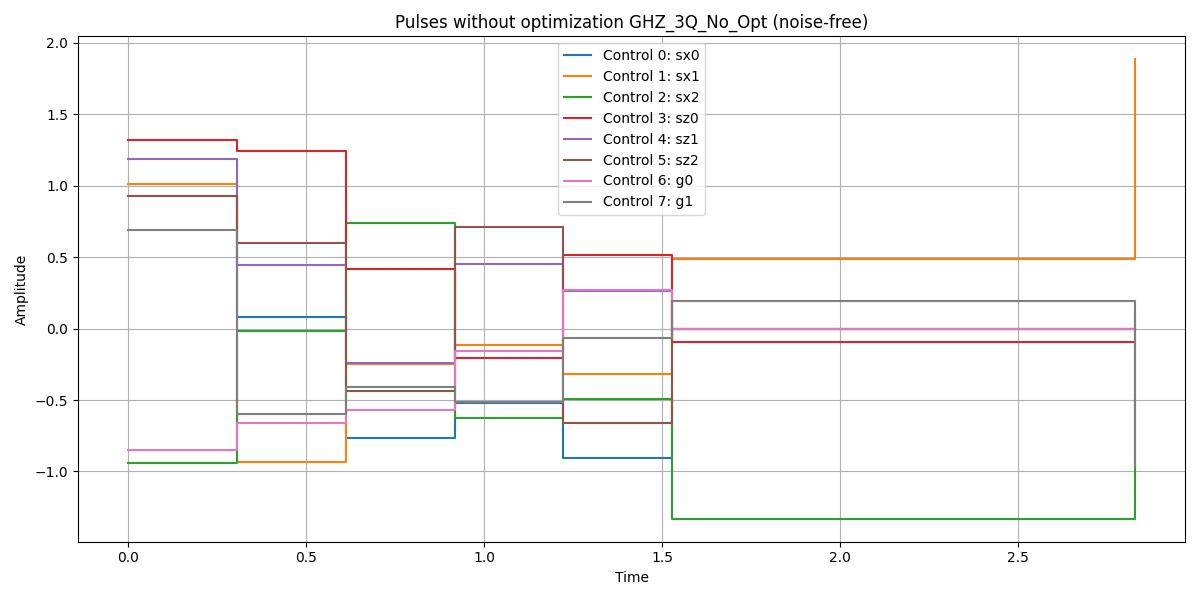 Pulses without optimization GHZ_3Q_No_Opt (noise-free)
2.0
1.5
1.0
0.5
0.0
−0.5
−1.0
Amplitude
Control 0: sx0
Control 1: sx1
Control 2: sx2
Control 3: sz0
Control 4: sz1
Control 5: sz2
Control 6: g0
Control 7: g1
0.0 0.5 1.0 1.5 2.0 2.5
Time